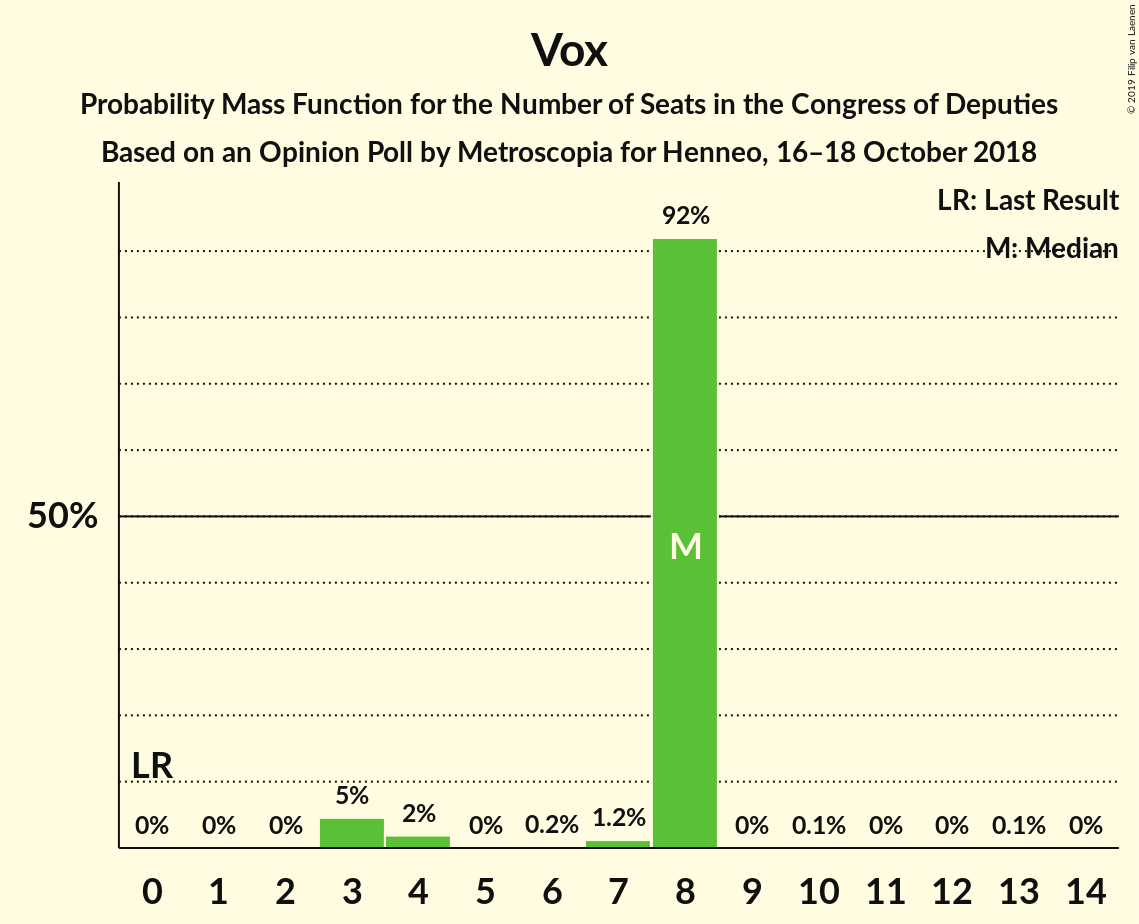 Vox
Probability Mass Function for the Number of Seats in the Congress of Deputies
Based on an Opinion Poll by Metroscopia for Henneo, 16–18 October 2018
© 2019 Filip van Laenen
LR: Last Result
M: Median
92%
50%
M
LR
0% 0% 0% 5% 2% 0% 0.2% 1.2% 0% 0.1% 0% 0% 0.1% 0%
0 1 2 3 4 5 6 7 8 9 10 11 12 13 14